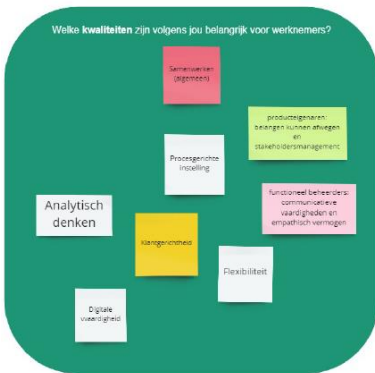 Welke kwaliteiten zijn volgens jou belangrijk voor werknemers?
Samenwerken
(algemeen)
producteigenaren:
belangen kunnen afwegen
en
stakeholdersmanagement
Procesgerichte
instelling
functioneel beheerders:
communicatieve
vaardigheden en
empathisch vermogen
Analytisch
denken
Klantgerichtheid
Flexibiliteit
Digitale
vaardigheid